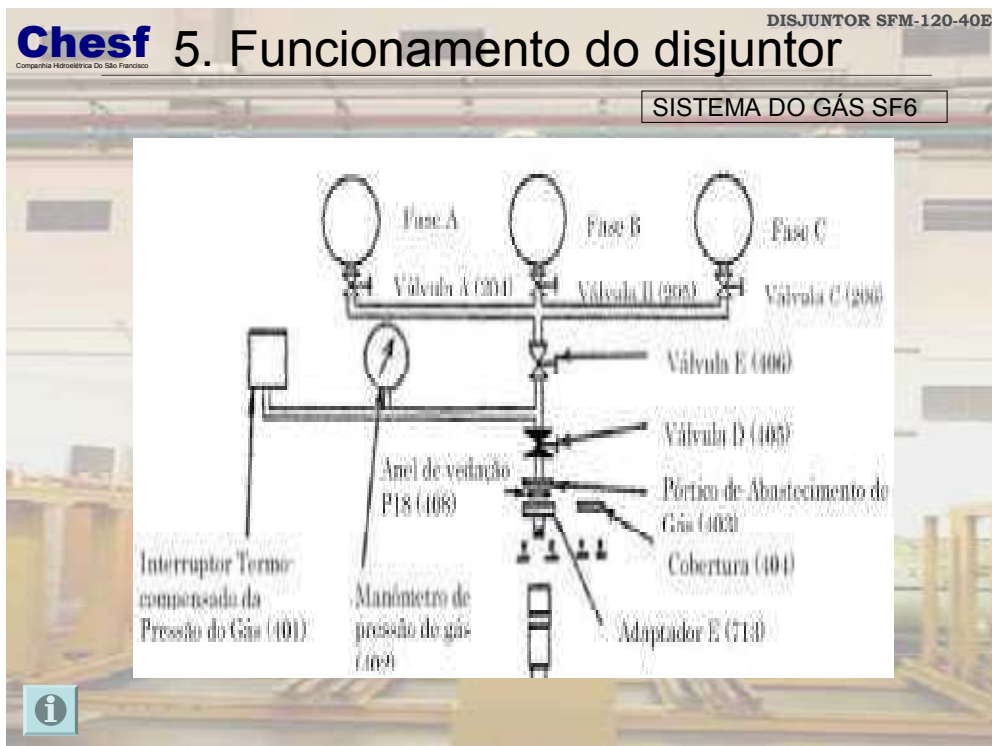 DISJUNTOR SFM-120-40E
Chesf
Companhia Hidroelétrica Do São Francisco
5. Funcionamento do disjuntor
SISTEMA DO GÁS SF6
Fase A
Fase B
Fase C
Válvula A (204)
Válvula B (205)
Válvula C (206)
Válvula E (406)
Válvula D (405)
Anel de vedação
P18 (408)
Pórtico de Abastecimento de
Gás (403)
Cobertura (404)
Interruptor Termo-
compensado da
Pressão do Gás (401)
Manômetro de
pressão de gás
Adaptador E (713)